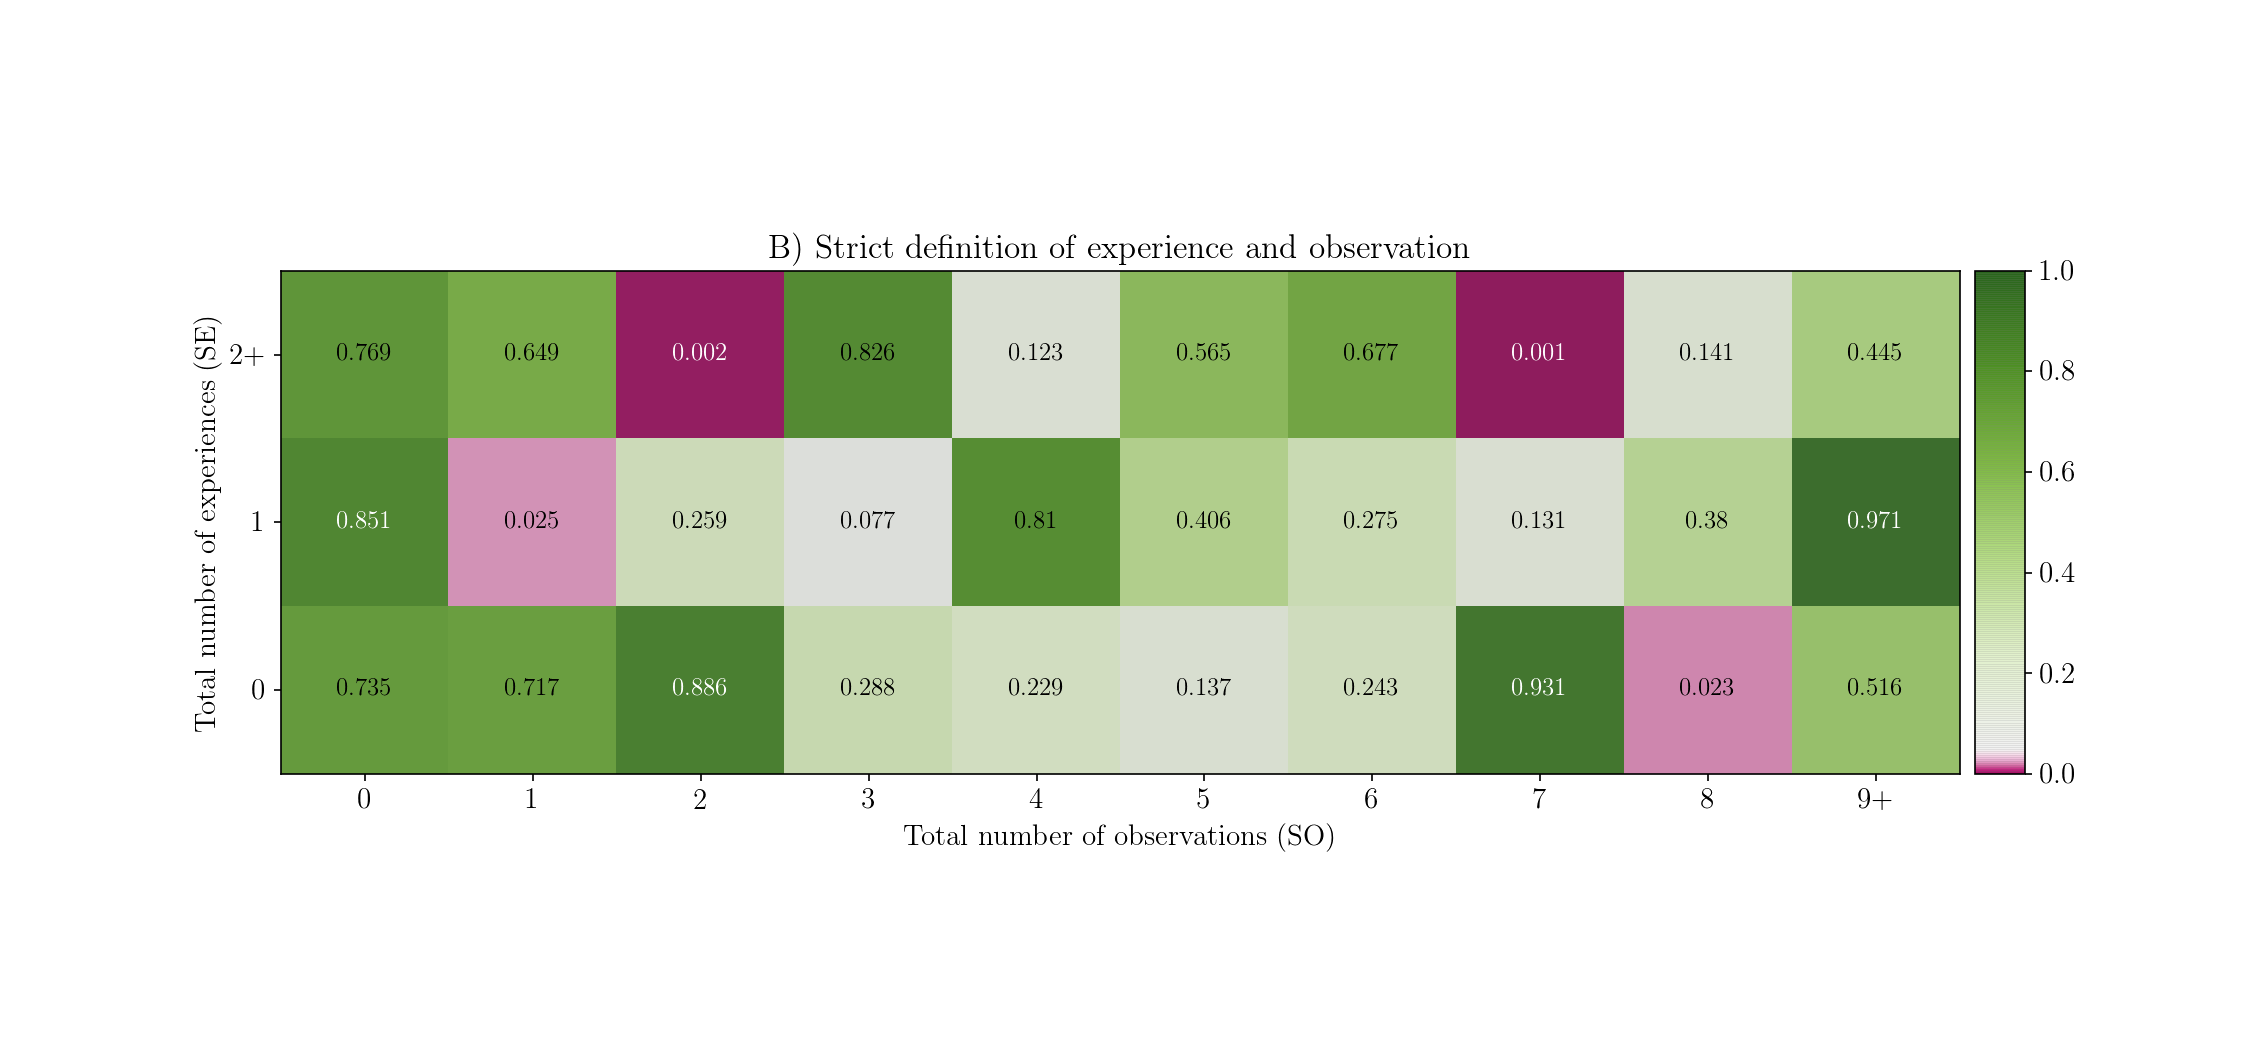 B) Strict definition of experience and observation
Total number of experiences (SE)
2+ 0.769 0.649 0.002 0.826 0.123 0.565 0.677 0.001 0.141 0.445
1 0.851 0.025 0.259 0.077 0.81 0.406 0.275 0.131 0.38 0.971
0 0.735 0.717 0.886 0.288 0.229 0.137 0.243 0.931 0.023 0.516
0 1 2 3 4 5 6 7 8 9+
Total number of observations (SO)
1.0
0.8
0.6
0.4
0.2
0.0